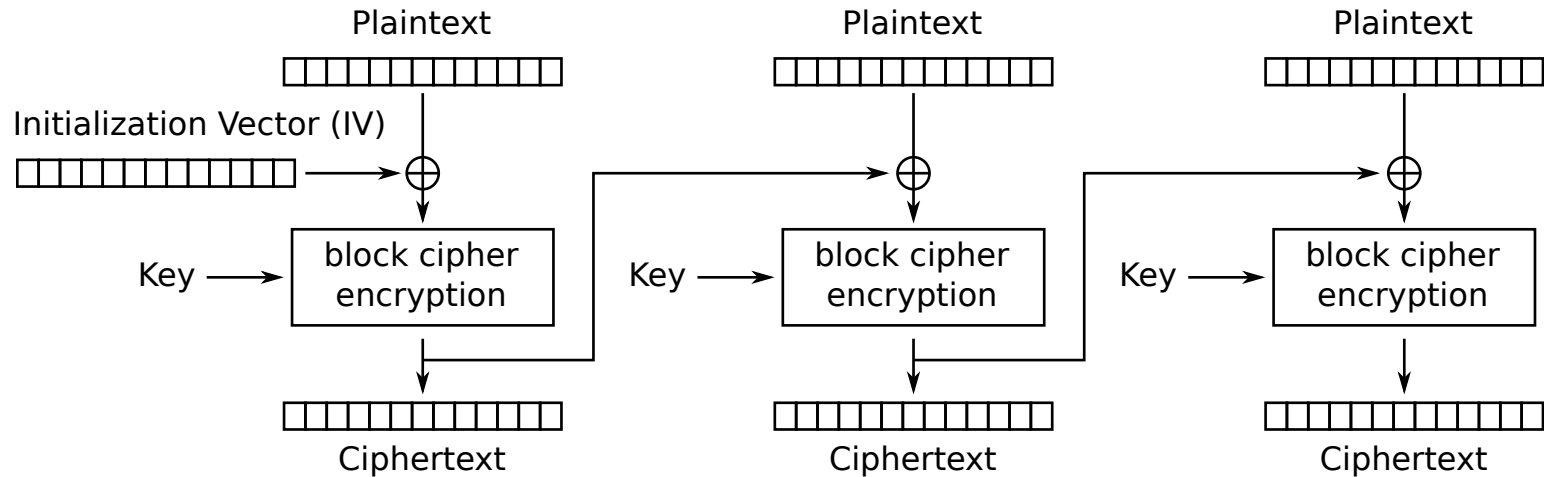 Plaintext
Plaintext
Plaintext
Initialization Vector (IV)
Key
block cipher
encryption
Key
block cipher
encryption
Key
block cipher
encryption
Ciphertext
Ciphertext
Ciphertext